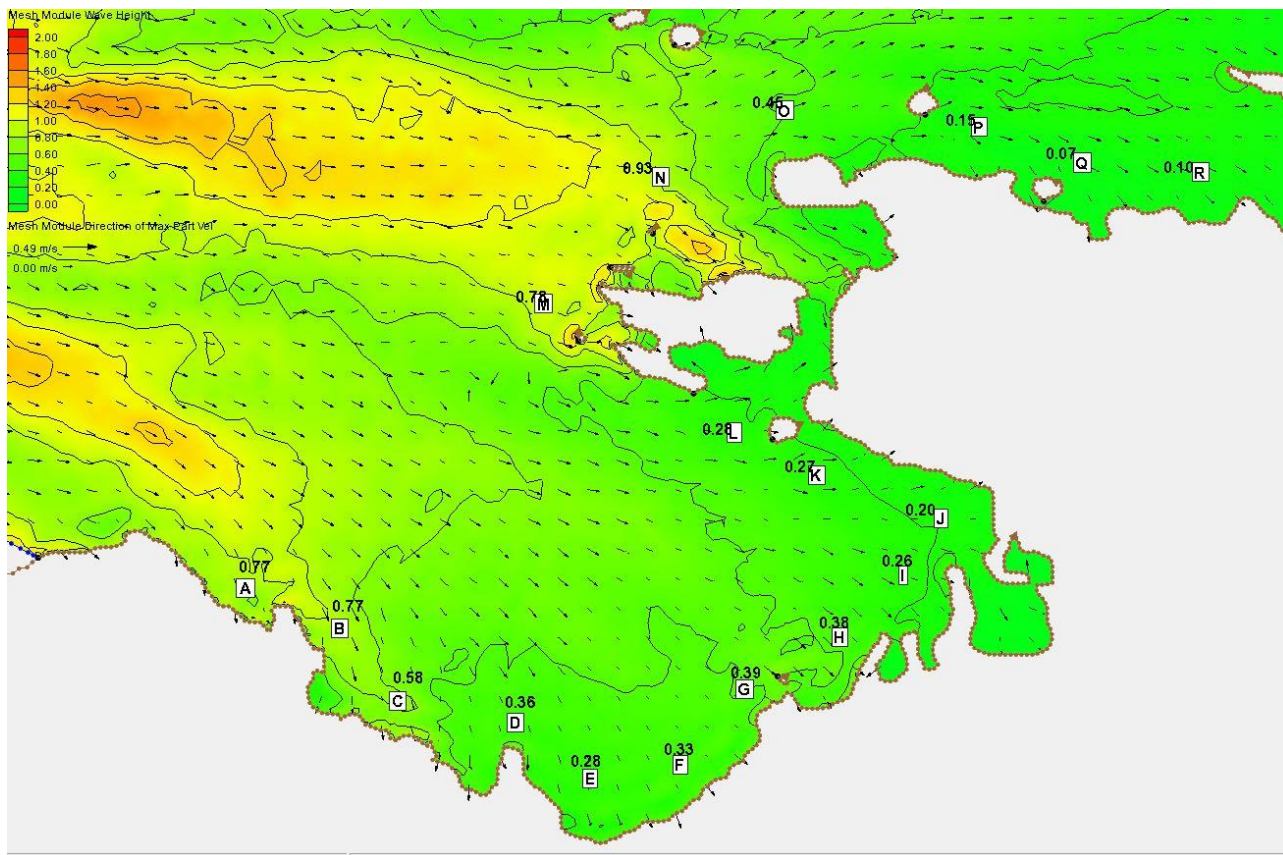 Mesh Module Wave Height
2.00
1.80
1.60
1.40
1.20
1.00
0.80
0.60
0.40
0.20
0.00
Mesh Module Direction of Max Part Vel
0.49 m/s
0.00 m/s
0.45
O
0.15
P
0.07
Q
0.10
R
0.93
N
0.78
M
0.28
L
0.27
K
0.20
J
0.26
I
0.38
H
0.39
G
0.33
F
0.28
E
0.36
D
0.58
C
0.77
B
0.77
A